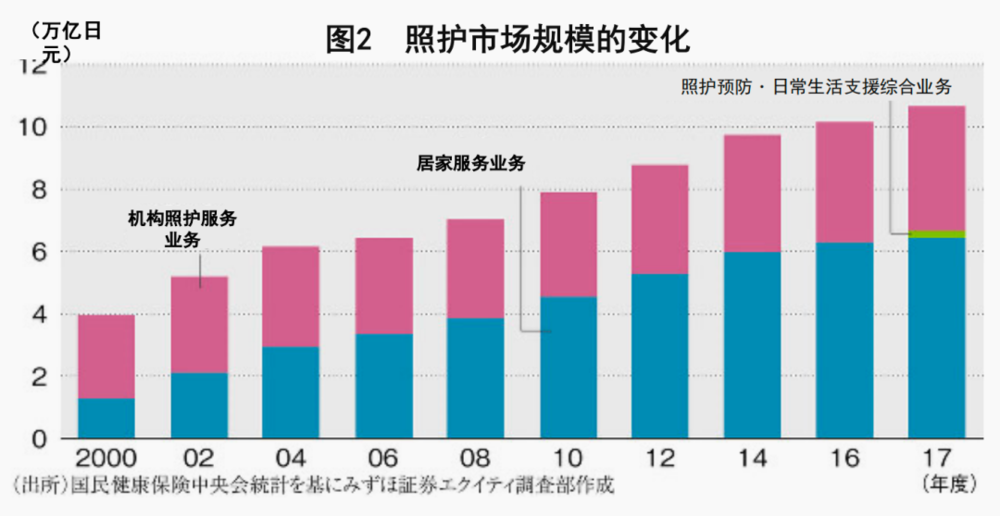 （万亿日
元）
图2 照护市场规模的变化
12
照护预防·日常生活支援综合业务
10
居家服务业务
8
机构照护服务
业务
6
4
2
0
2000 02 04 06 08 10 12 14 16 17
（出所）国民健康保険中央会統計を基にみずほ証券エクイティ調査部作成
（年度）